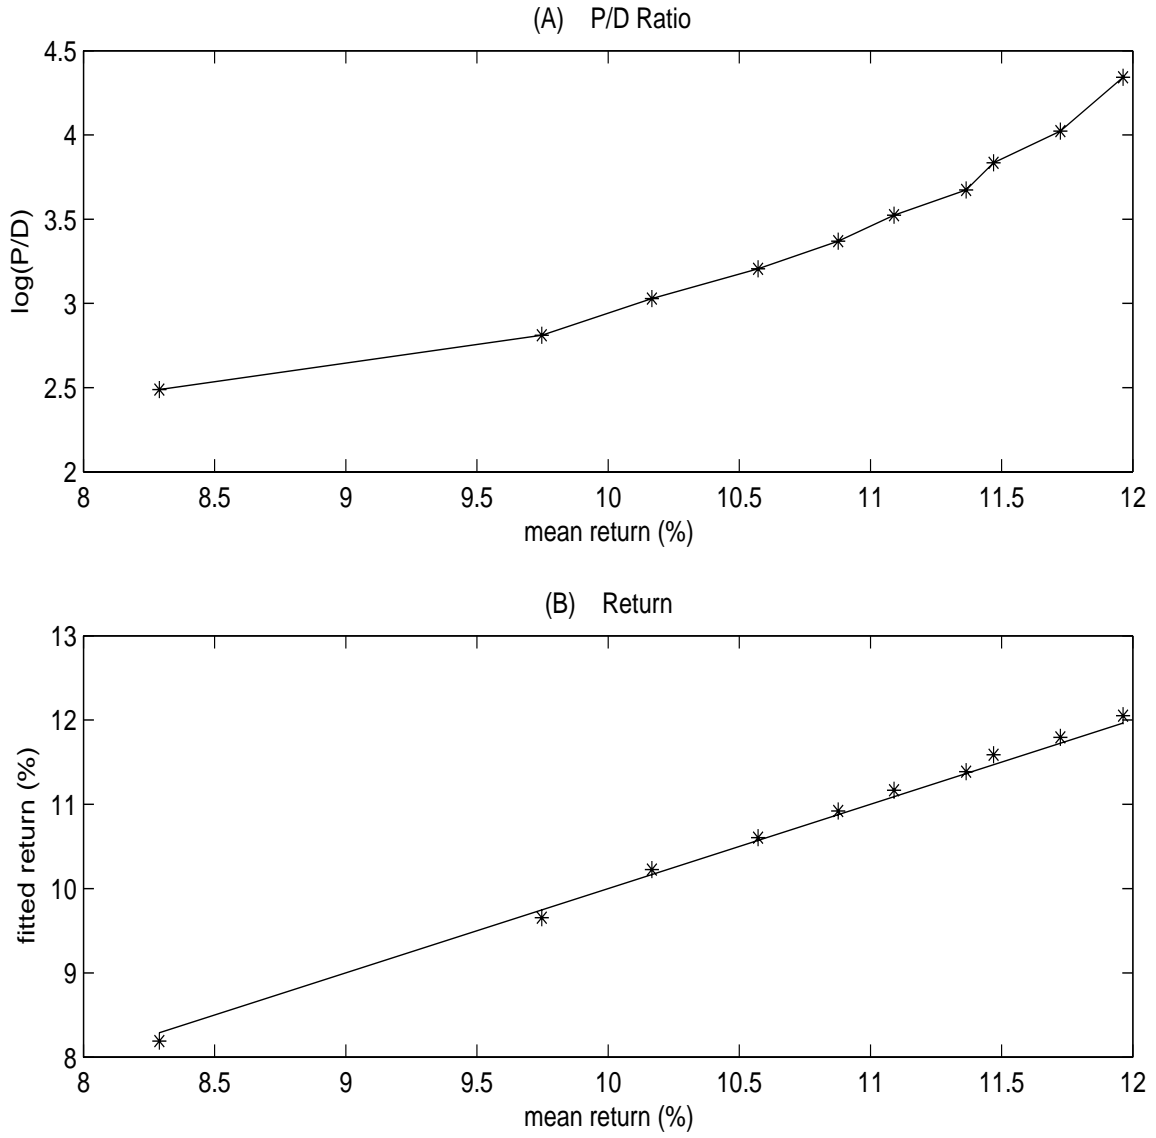 (A) P/D Ratio
4.5
4
3.5
3
2.5
2
log(P/D)
8 8.5 9 9.5 10 10.5 11 11.5 12
mean return (%)
(B) Return
13
12
11
10
9
8
fitted return (%)
8 8.5 9 9.5 10 10.5 11 11.5 12
mean return (%)